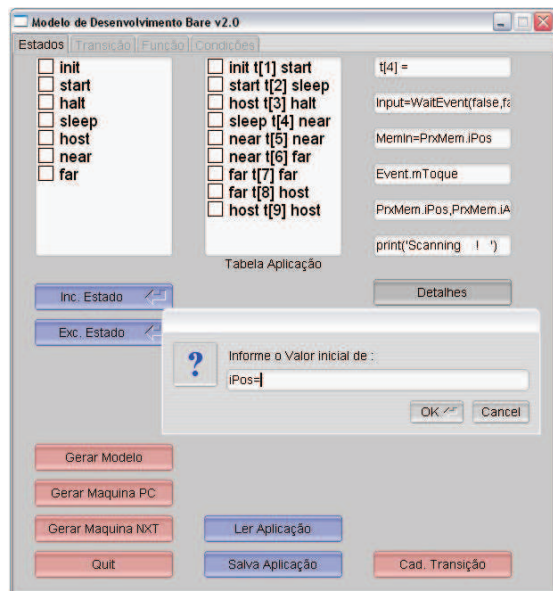 Modelo de Desenvolvimento Bare v2.0
Estados Transição Função Condições
init
start
halt
sleep
host
near
far
init t[1] start
start t[2] sleep
host t[3] halt
sleep t[4] near
near t[5] near
near t[6] far
far t[7] far
far t[8] host
host t[9] host
Tabela Aplicação
t[4] =
Input=WaitEvent(false,fa
MemIn=PrxMem.iPos
Event.mToque
PrxMem.iPos,PrxMem.iA
print('Scanning ! ')
Detalhes
Inc. Estado
Exc. Estado
?
Informe o Valor inicial de :
iPos=
OK
Cancel
Gerar Modelo
Gerar Maquina PC
Gerar Maquina NXT
Quit
Ler Aplicação
Salva Aplicação
Cad. Transição